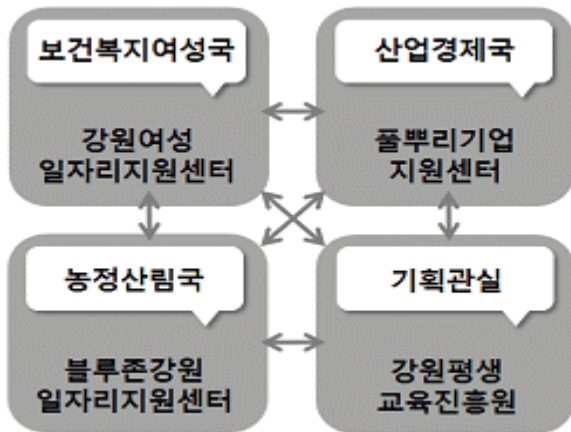 보건복지여성국
강원여성
일자리지원센터
산업경제국
풀뿌리기업
지원센터
농정산림국
블루존강원
일자리지원센터
기획관실
강원평생
교육진흥원